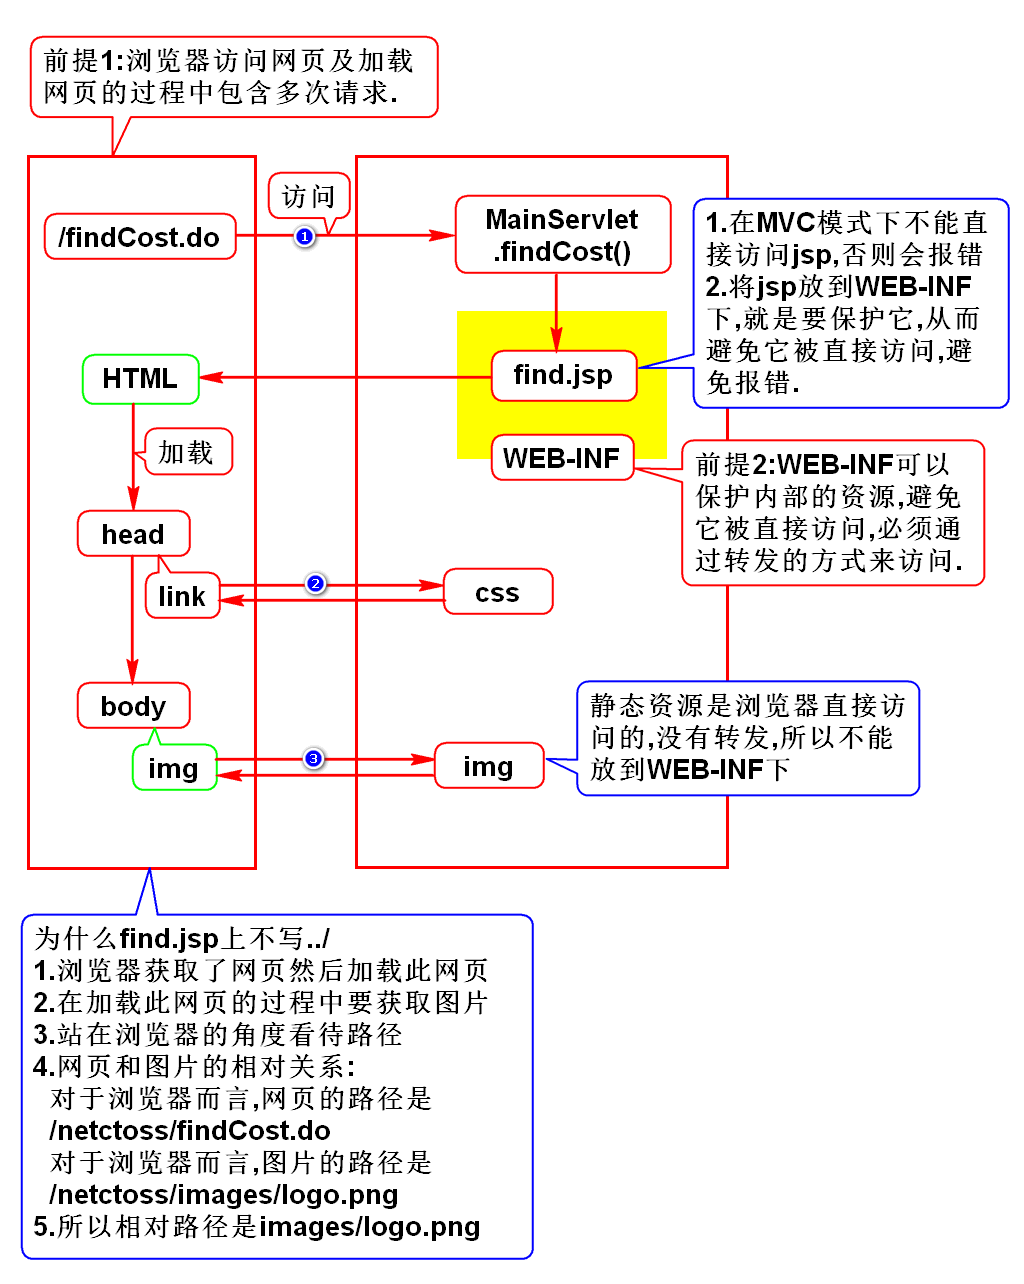 前提1:浏览器访问网页及加载
网页的过程中包含多次请求.
访问
/findCost.do
1
MainServlet
.findCost()
1.在MVC模式下不能直
接访问jsp,否则会报错
2.将jsp放到WEB-INF
下,就是要保护它,从而
避免它被直接访问,避
免报错.
HTML
find.jsp
加载
WEB-INF
前提2:WEB-INF可以
保护内部的资源,避免
它被直接访问,必须通
过转发的方式来访问.
head
link
2
css
body
静态资源是浏览器直接访
问的,没有转发,所以不能
放到WEB-INF下
img
3
img
为什么find.jsp上不写../
1.浏览器获取了网页然后加载此网页
2.在加载此网页的过程中要获取图片
3.站在浏览器的角度看待路径
4.网页和图片的相对关系:
对于浏览器而言,网页的路径是
/netctoss/findCost.do
对于浏览器而言,图片的路径是
/netctoss/images/logo.png
5.所以相对路径是images/logo.png